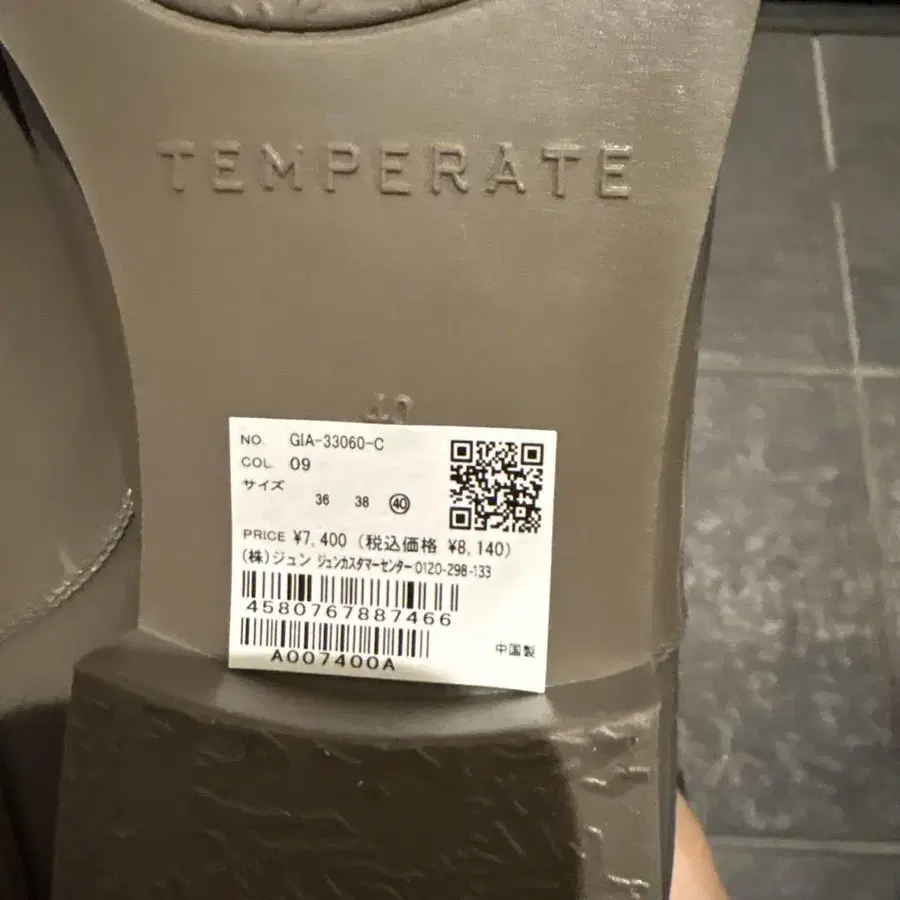 TEMPERATE
40
NO. GIA-33060-C
COL 09
サイズ
36 38 40
PRICE ¥7,400 (税込価格 ¥8,140)
(株)ジュン ジュンカスタマーセンター 0120-298-133
4580767887466
A007400A
中国製